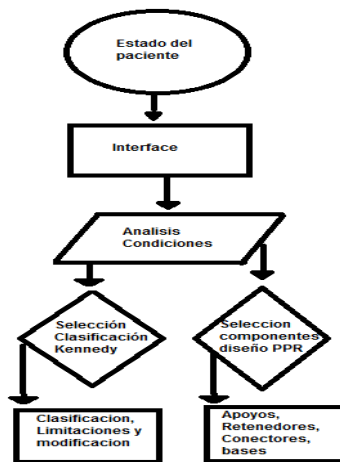 Estado del
paciente
Interface
Analisis
Condiciones
Selección
Clasificación
Kennedy
Seleccion
componentes
diseño PPR
Clasificacion,
Limitaciones y
modificacion
Apoyos,
Retenedores,
Conectores,
bases